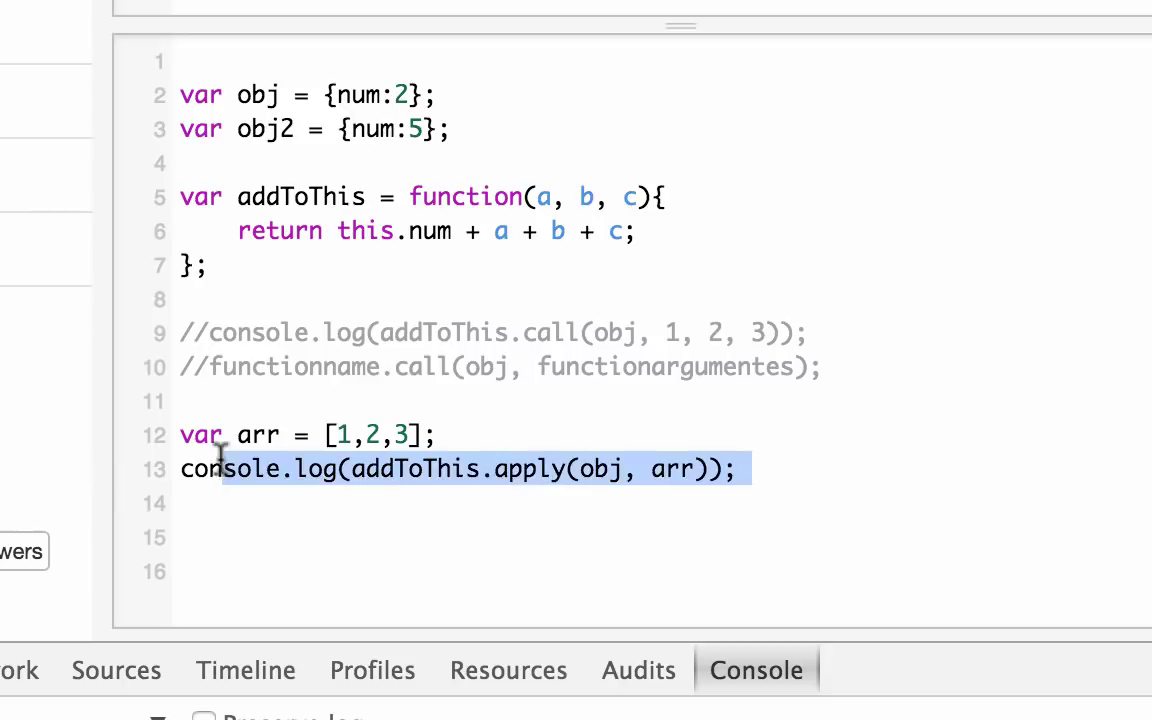 1
2 var obj = {num:2};
3 var obj2 = {num:5};
4
5 var addToThis = function(a, b, c){
6 return this.num + a + b + c;
7 };
8
9 //console.log(addToThis.call(obj, 1, 2, 3));
10 //functionname.call(obj, functionargumentes);
11
12 var arr = [1,2,3];
13 console.log(addToThis.apply(obj, arr));
14
15
wers
16
ork Sources Timeline Profiles Resources Audits Console
Preserve log